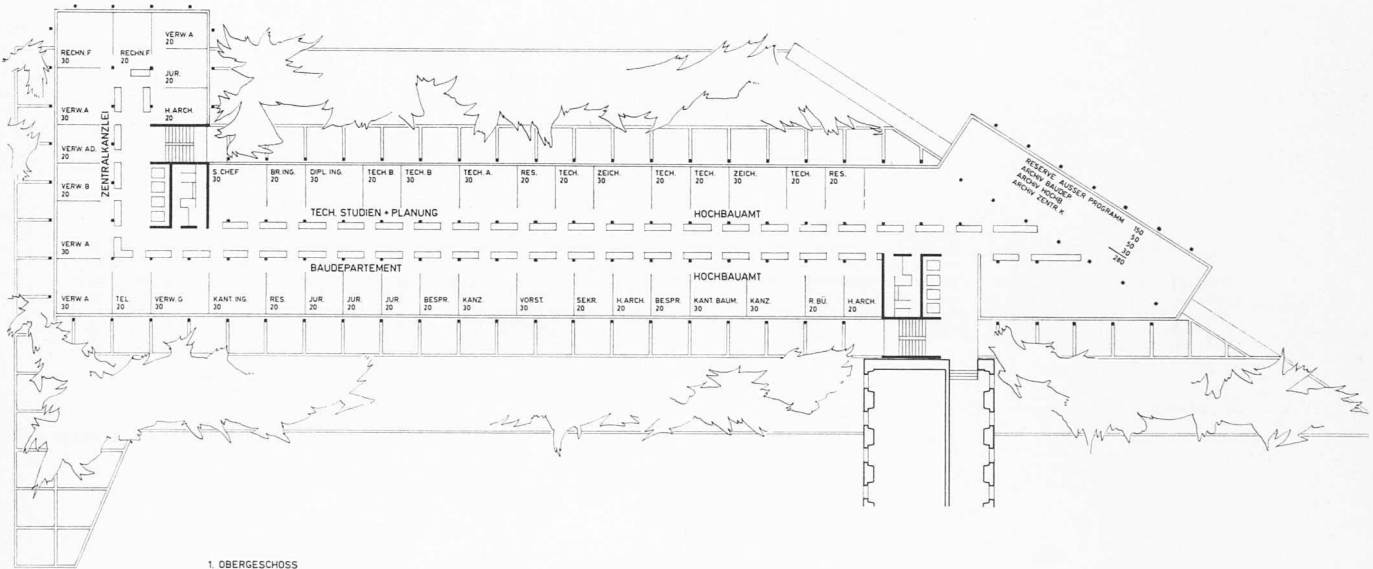 VERW. A
20
RECHN. F
30
RECHN. F
20
JUR.
20
VERW. A
30
H. ARCH.
20
ZENTRALKANZLEI
VERW. AD.
20
VERW. B
20
VERW. A
30
S. CHEF
30
BR. ING.
20
DIPL. ING.
30
TECH. B
20
TECH. B
30
TECH. A.
30
RES.
20
TECH.
20
ZEICH.
30
TECH.
20
TECH.
20
ZEICH.
30
TECH.
20
RES.
20
TECH. STUDIEN + PLANUNG
HOCHBAUAMT
BAUDEPARTEMENT
HOCHBAUAMT
VERW. A
30
TEL.
20
VERW. G
30
KANT. ING.
30
RES.
20
JUR.
20
JUR.
20
JUR.
20
BESPR.
20
KANZ.
30
VORST.
30
SEKR.
20
H. ARCH.
20
BESPR.
20
KANT. BAUM.
30
KANZ.
30
R. BÜ.
20
H. ARCH.
20
RESERVE AUSSER PROGRAMM 150
ARCHIV BAUDEP. 50
ARCHIV HOCHB. 50
ARCHIV ZENTR. K 30
280
1. OBERGESCHOSS